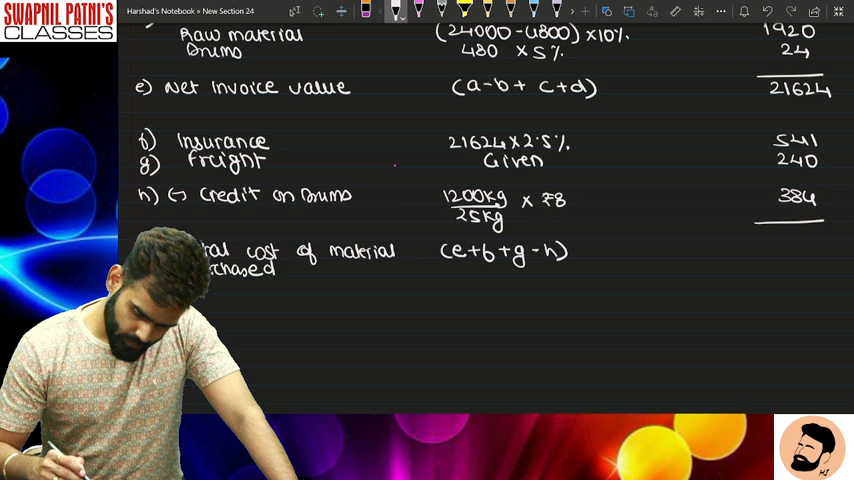 SWAPNIL PATNI'S
CLASSES
Harshad's Notebook » New Section 24
Raw material (24000-4800) ×10% 1920
Drums 480 ×5% 24
e) Net Invoice value (a-b+c+d) 21624
f) Insurance 21624×2.5% 541
g) Freight Given 240
h) (-) Credit on Drums 1200kg/25kg × ₹8 384
cost of material (e+f+g-h)
HS